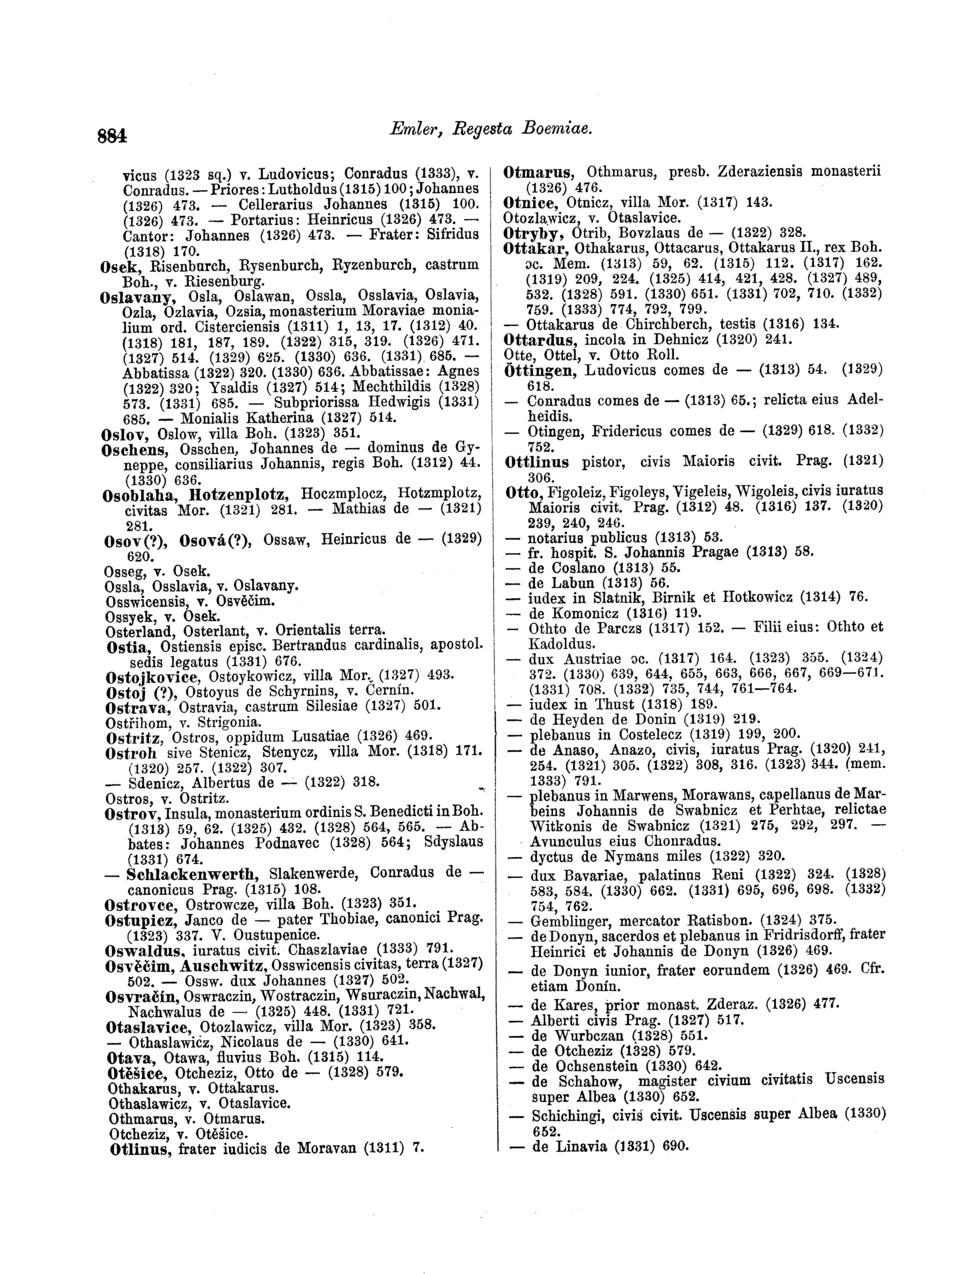 884
Emler, Regesta Boemiae.
vicus (1323 sq.) v. Ludovicus; Conradus (1333), v.
Conradus. — Priores: Lutholdus (1315) 100; Johannes
(1326) 473. — Cellerarius Johannes (1315) 100.
(1326) 473. — Portarius: Heinricus (1326) 473. —
Cantor: Johannes (1326) 473. — Frater: Sifridus
(1318) 170.
Osek, Risenburch, Rysenburch, Ryzenburch, castrum
Boh., v. Riesenburg.
Oslavany, Osla, Oslawan, Ossla, Osslavia, Oslavia,
Ozla, Ozlavia, Ozsia, monasterium Moraviae monia-
lium ord. Cisterciensis (1311) 1, 13, 17. (1312) 40.
(1318) 181, 187, 189. (1322) 315, 319. (1326) 471.
(1327) 514. (1329) 625. (1330) 636. (1331) 685. —
Abbatissa (1322) 320. (1330) 636. Abbatissae: Agnes
(1322) 320; Ysaldis (1327) 514; Mechthildis (1328)
573. (1331) 685. — Subpriorissa Hedwigis (1331)
685. — Monialis Katherina (1327) 514.
Oslov, Oslow, villa Boh. (1323) 351.
Oschens, Osschen, Johannes de — dominus de Gy-
neppe, consiliarius Johannis, regis Boh. (1312) 44.
(1330) 636.
Osoblaha, Hotzenplotz, Hoczmplocz, Hotzmplotz,
civitas Mor. (1321) 281. — Mathias de — (1321)
281.
Osov(?), Osová(?), Ossaw, Heinricus de — (1329)
620.
Osseg, v. Osek.
Ossla, Osslavia, v. Oslavany.
Osswicensis, v. Osvěčim.
Ossyek, v. Osek.
Osterland, Osterlant, v. Orientalis terra.
Ostia, Ostiensis episc. Bertrandus cardinalis, apostol.
sedis legatus (1331) 676.
Ostojkovice, Ostoykowicz, villa Mor. (1327) 493.
Ostoj (?), Ostoyus de Schyrnins, v. Černín.
Ostrava, Ostravia, castrum Silesiae (1327) 501.
Ostřihom, v. Strigonia.
Ostritz, Ostros, oppidum Lusatiae (1326) 469.
Ostroh sive Stenicz, Stenycz, villa Mor. (1318) 171.
(1320) 257. (1322) 307.
— Sdenicz, Albertus de — (1322) 318.
Ostros, v. Ostritz.
Ostrov, Insula, monasterium ordinis S. Benedicti in Boh.
(1313) 59, 62. (1325) 432. (1328) 564, 565. — Ab-
bates: Johannes Podnavec (1328) 564; Sdyslaus
(1331) 674.
— Schlackenwerth, Slakenwerde, Conradus de —
canonicus Prag. (1315) 108.
Ostrovce, Ostrowcze, villa Boh. (1323) 351.
Ostupicz, Janco de — pater Thobiae, canonici Prag.
(1323) 337. V. Oustupenice.
Oswaldus, iuratus civit. Chaszlaviae (1333) 791.
Osvěčim, Auschwitz, Osswicensis civitas, terra (1327)
502. — Ossw. dux Johannes (1327) 502.
Osvračín, Oswraczin, Wostraczin, Wsuraczin, Nachwal,
Nachwalus de — (1325) 448. (1331) 721.
Otaslavice, Otozlawicz, villa Mor. (1323) 358.
— Othaslawicz, Nicolaus de — (1330) 641.
Otava, Otawa, fluvius Boh. (1315) 114.
Otěšice, Otcheziz, Otto de — (1328) 579.
Othakarus, v. Ottakarus.
Othaslawicz, v. Otaslavice.
Othmarus, v. Otmarus.
Otcheziz, v. Otěšice.
Otlinus, frater iudicis de Moravan (1311) 7.
Otmarus, Othmarus, presb. Zderaziensis monasterii
(1326) 476.
Otnice, Otnicz, villa Mor. (1317) 143.
Otozlawicz, v. Otaslavice.
Otryby, Otrib, Bovzlaus de — (1322) 328.
Ottakar, Othakarus, Ottacarus, Ottakarus II., rex Boh.
ꝛc. Mem. (1313) 59, 62. (1315) 112. (1317) 162.
(1319) 209, 224. (1325) 414, 421, 428. (1327) 489,
532. (1328) 591. (1330) 651. (1331) 702, 710. (1332)
759. (1333) 774, 792, 799.
— Ottakarus de Chirchberch, testis (1316) 134.
Ottardus, incola in Dehnicz (1320) 241.
Otte, Ottel, v. Otto Roll.
Öttingen, Ludovicus comes de — (1313) 54. (1329)
618.
— Conradus comes de — (1313) 65.; relicta eius Adel-
heidis.
— Otingen, Fridericus comes de — (1329) 618. (1332)
752.
Ottlinus pistor, civis Maioris civit. Prag. (1321)
306.
Otto, Figoleiz, Figoleys, Vigeleis, Wigoleis, civis iuratus
Maioris civit. Prag. (1312) 48. (1316) 137. (1320)
239, 240, 246.
— notarius publicus (1313) 53.
— fr. hospit. S. Johannis Pragae (1313) 58.
— de Coslano (1313) 55.
— de Labun (1313) 56.
— iudex in Slatnik, Birnik et Hotkowicz (1314) 76.
— de Komonicz (1316) 119.
— Othto de Parczs (1317) 152. — Filii eius: Othto et
Kadoldus.
— dux Austriae ꝛc. (1317) 164. (1323) 355. (1324)
372. (1330) 639, 644, 655, 663, 666, 667, 669—671.
(1331) 708. (1332) 735, 744, 761—764.
— iudex in Thust (1318) 189.
— de Heyden de Donin (1319) 219.
— plebanus in Costelecz (1319) 199, 200.
— de Anaso, Anazo, civis, iuratus Prag. (1320) 241,
254. (1321) 305. (1322) 308, 316. (1323) 344. (mem.
1333) 791.
— plebanus in Marwens, Morawans, capellanus de Mar-
beins Johannis de Swabnicz et Perhtae, relictae
Witkonis de Swabnicz (1321) 275, 292, 297. —
Avunculus eius Chonradus.
— dyctus de Nymans miles (1322) 320.
— dux Bavariae, palatinus Reni (1322) 324. (1328)
583, 584. (1330) 662. (1331) 695, 696, 698. (1332)
754, 762.
— Gemblinger, mercator Ratisbon. (1324) 375.
— de Donyn, sacerdos et plebanus in Fridrisdorff, frater
Heinrici et Johannis de Donyn (1326) 469.
— de Donyn iunior, frater eorundem (1326) 469. Cfr.
etiam Donín.
— de Kares, prior monast. Zderaz. (1326) 477.
— Alberti civis Prag. (1327) 517.
— de Wurbczan (1328) 551.
— de Otcheziz (1328) 579.
— de Ochsenstein (1330) 642.
— de Schahow, magister civium civitatis Uscensis
super Albea (1330) 652.
— Schichingi, civis civit. Uscensis super Albea (1330)
652.
— de Linavia (1331) 690.